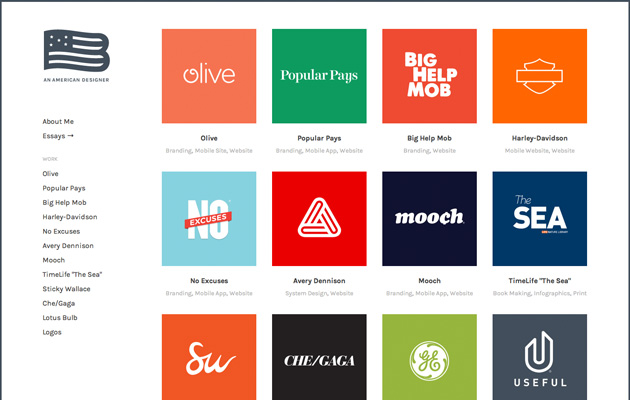 AN AMERICAN DESIGNER
About Me
Essays →
WORK
Olive
Popular Pays
Big Help Mob
Harley-Davidson
No Excuses
Avery Dennison
Mooch
TimeLife "The Sea"
Sticky Wallace
Che/Gaga
Lotus Bulb
Logos
olive
Popular Pays
BIG
HELP
MOB
Olive
Popular Pays
Big Help Mob
Harley-Davidson
Branding, Mobile Site, Website
Branding, Mobile App, Website
Branding, Website
Mobile Website, Website
NO
EXCUSES
mooch
The
SEA
No Excuses
Avery Dennison
Mooch
TimeLife "The Sea"
Branding, Mobile App, Website
System Design, Website
Branding, Mobile App, Website
Book Making, Infographics, Print
Sw
CHE/GAGA
GE
USEFUL